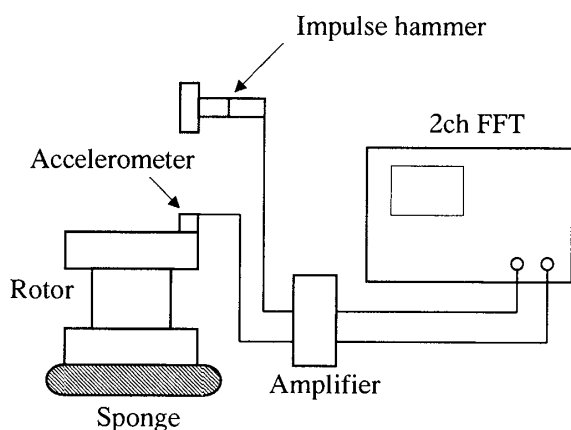 Impulse hammer
2ch FFT
Accelerometer
Rotor
Amplifier
Sponge